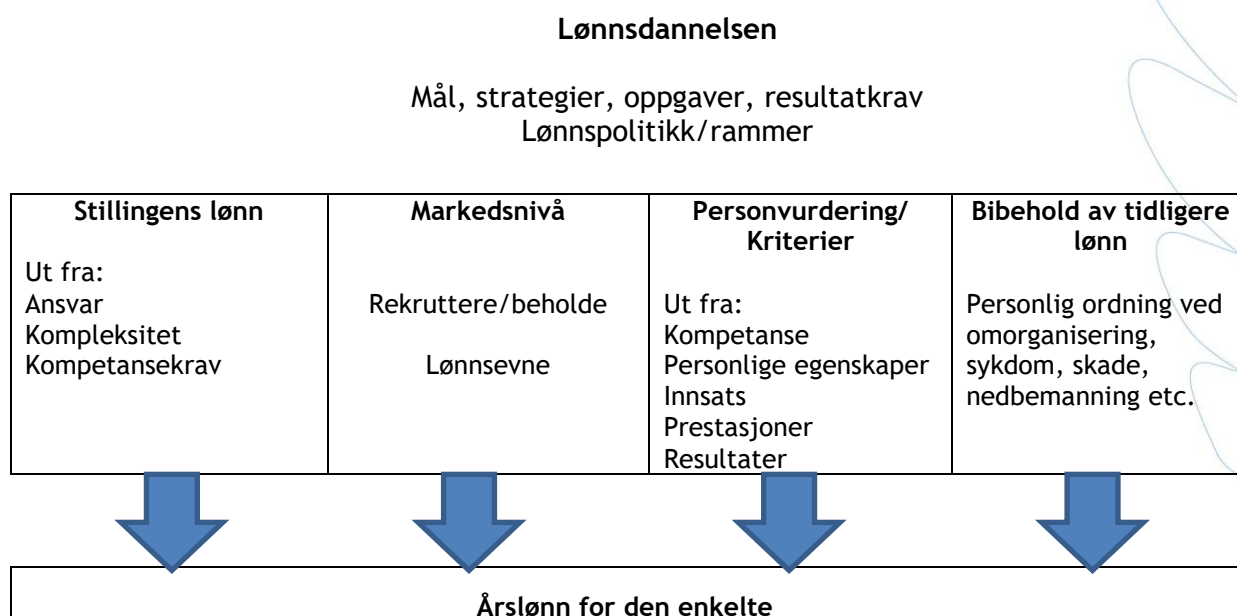 Lønnsdannelsen
Mål, strategier, oppgaver, resultatkrav
Lønnspolitikk/rammer
Stillingens lønn
Ut fra:
Ansvar
Kompleksitet
Kompetansekrav
Markedsnivå
Rekruttere/beholde
Lønnsevne
Personvurdering/
Kriterier
Ut fra:
Kompetanse
Personlige egenskaper
Innsats
Prestasjoner
Resultater
Bibehold av tidligere
lønn
Personlig ordning ved
omorganisering,
sykdom, skade,
nedbemanning etc.
Årslønn for den enkelte